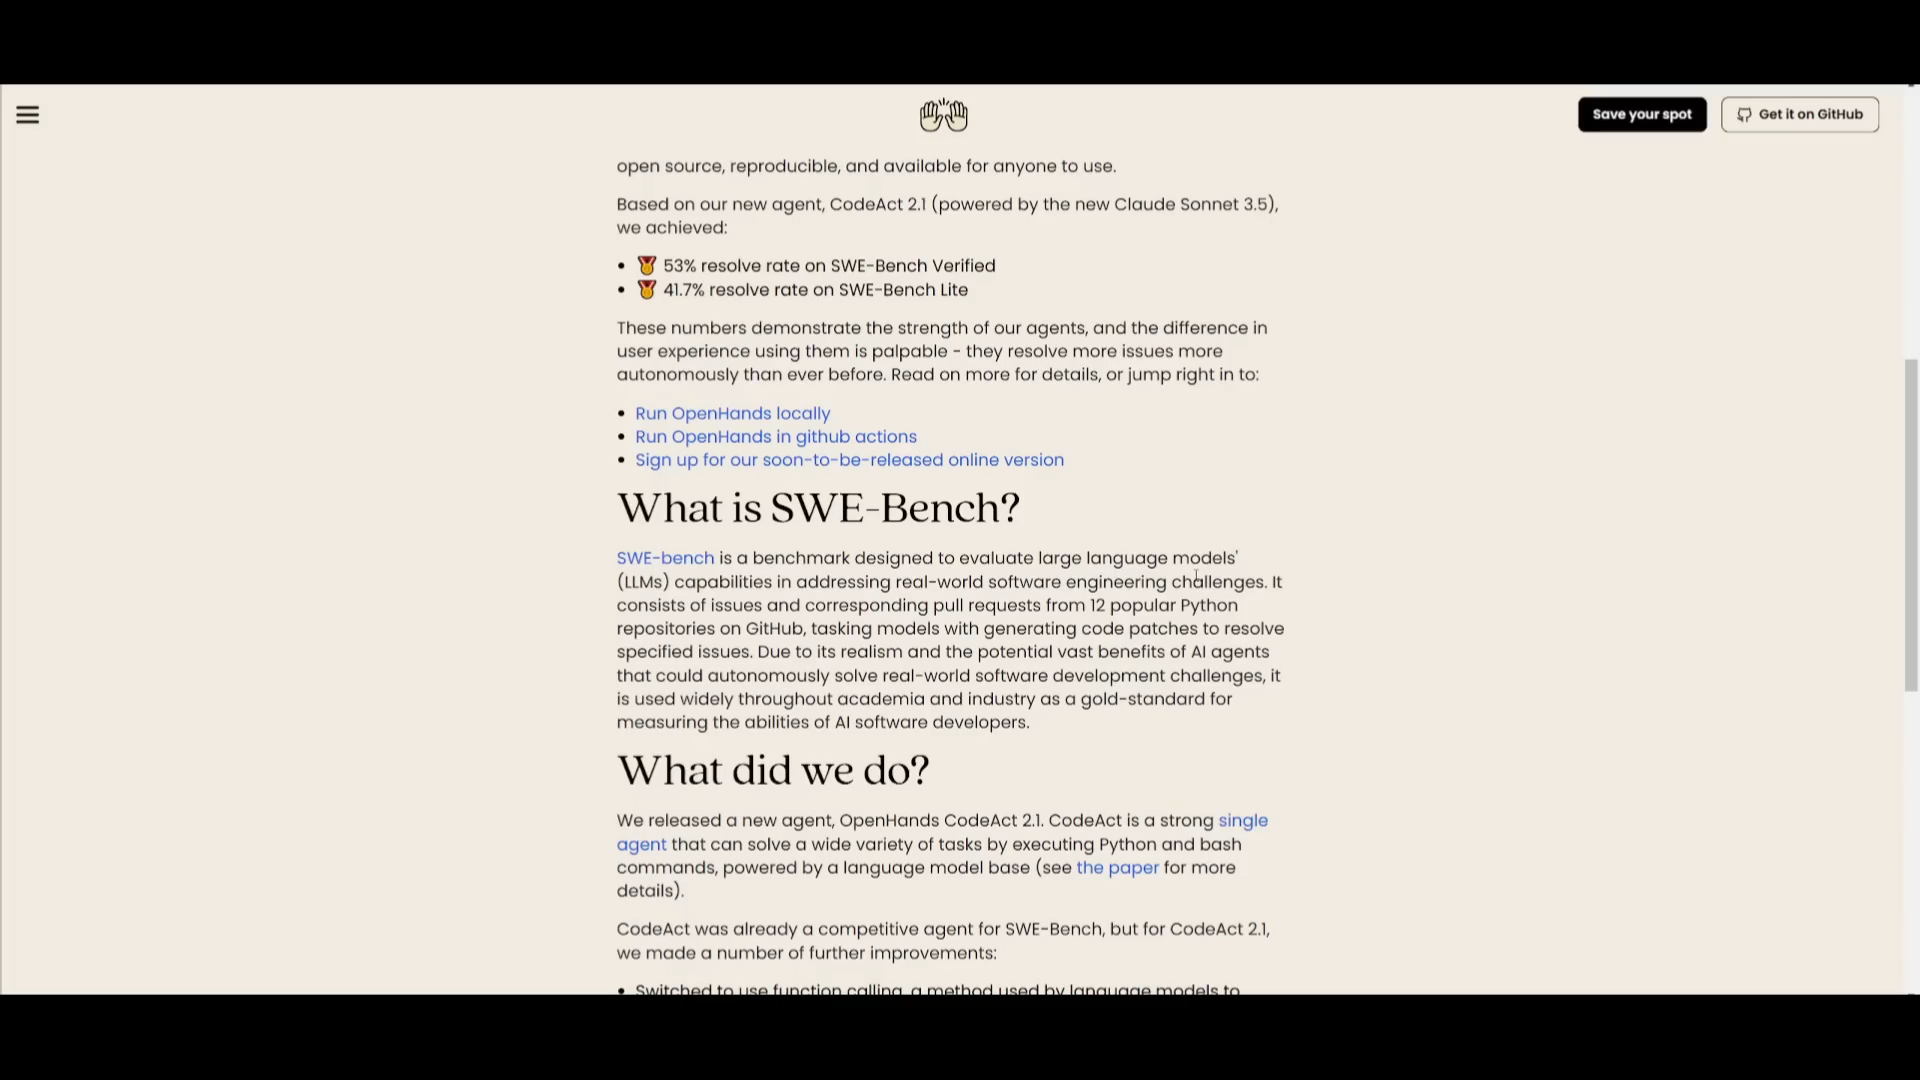 Save your spot
Get it on GitHub
open source, reproducible, and available for anyone to use.
Based on our new agent, CodeAct 2.1 (powered by the new Claude Sonnet 3.5),
we achieved:
• 🏅 53% resolve rate on SWE-Bench Verified
• 🏅 41.7% resolve rate on SWE-Bench Lite
These numbers demonstrate the strength of our agents, and the difference in
user experience using them is palpable - they resolve more issues more
autonomously than ever before. Read on more for details, or jump right in to:
• Run OpenHands locally
• Run OpenHands in github actions
• Sign up for our soon-to-be-released online version
What is SWE-Bench?
SWE-bench is a benchmark designed to evaluate large language models'
(LLMs) capabilities in addressing real-world software engineering challenges. It
consists of issues and corresponding pull requests from 12 popular Python
repositories on GitHub, tasking models with generating code patches to resolve
specified issues. Due to its realism and the potential vast benefits of AI agents
that could autonomously solve real-world software development challenges, it
is used widely throughout academia and industry as a gold-standard for
measuring the abilities of AI software developers.
What did we do?
We released a new agent, OpenHands CodeAct 2.1. CodeAct is a strong single
agent that can solve a wide variety of tasks by executing Python and bash
commands, powered by a language model base (see the paper for more
details).
CodeAct was already a competitive agent for SWE-Bench, but for CodeAct 2.1,
we made a number of further improvements:
• Switched to use function calling, a method used by language models to